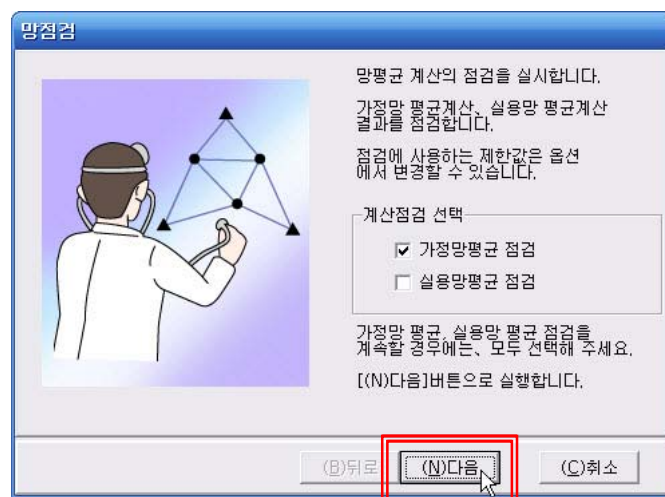 망점검
망평균 계산의 점검을 실시합니다.
가정망 평균계산、실용망 평균계산
결과를 점검합니다.
점검에 사용하는 제한값은 옵션
에서 변경할 수 있습니다.
계산점검 선택
가정망평균 점검
실용망평균 점검
가정망 평균, 실용망 평균 점검을
계속할 경우에는、모두 선택해 주세요.
[(N)다음]버튼으로 실행합니다.
(B)뒤로 (N)다음 (C)취소